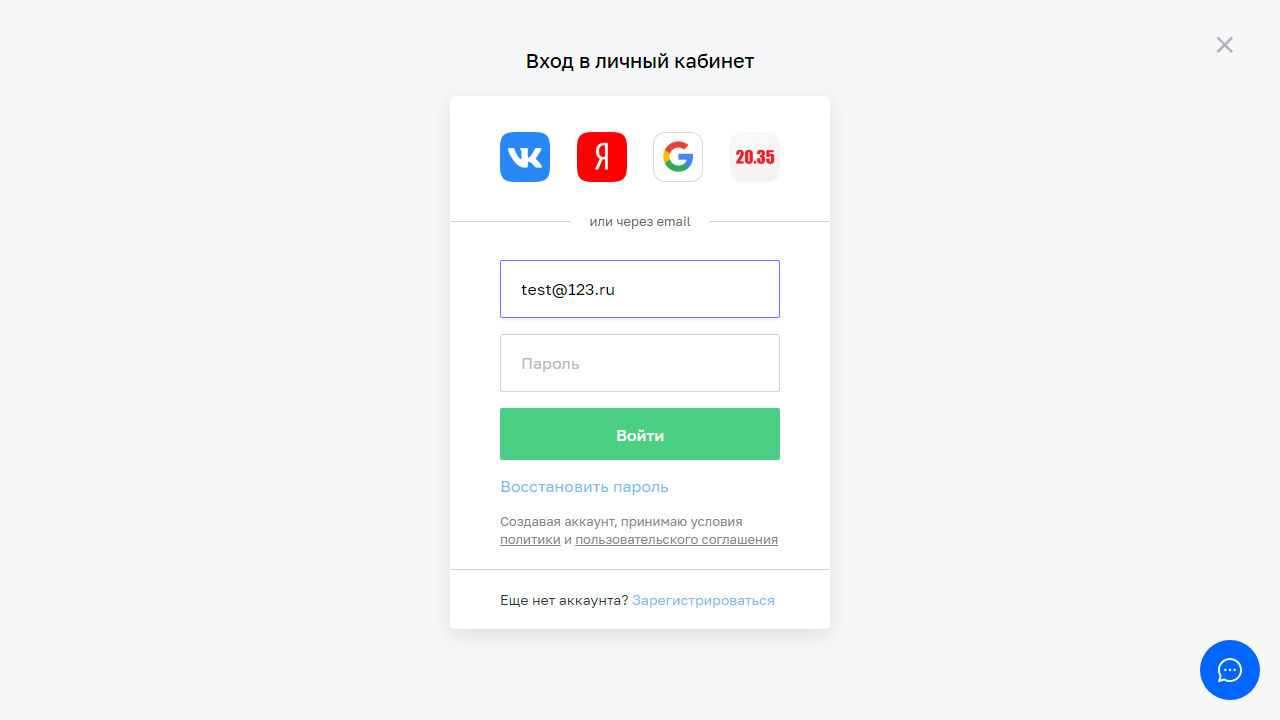 Вход в личный кабинет
Я
G
20.35
или через email
test@123.ru
Пароль
Войти
Восстановить пароль
Создавая аккаунт, принимаю условия
политики и пользовательского соглашения
Еще нет аккаунта? Зарегистрироваться